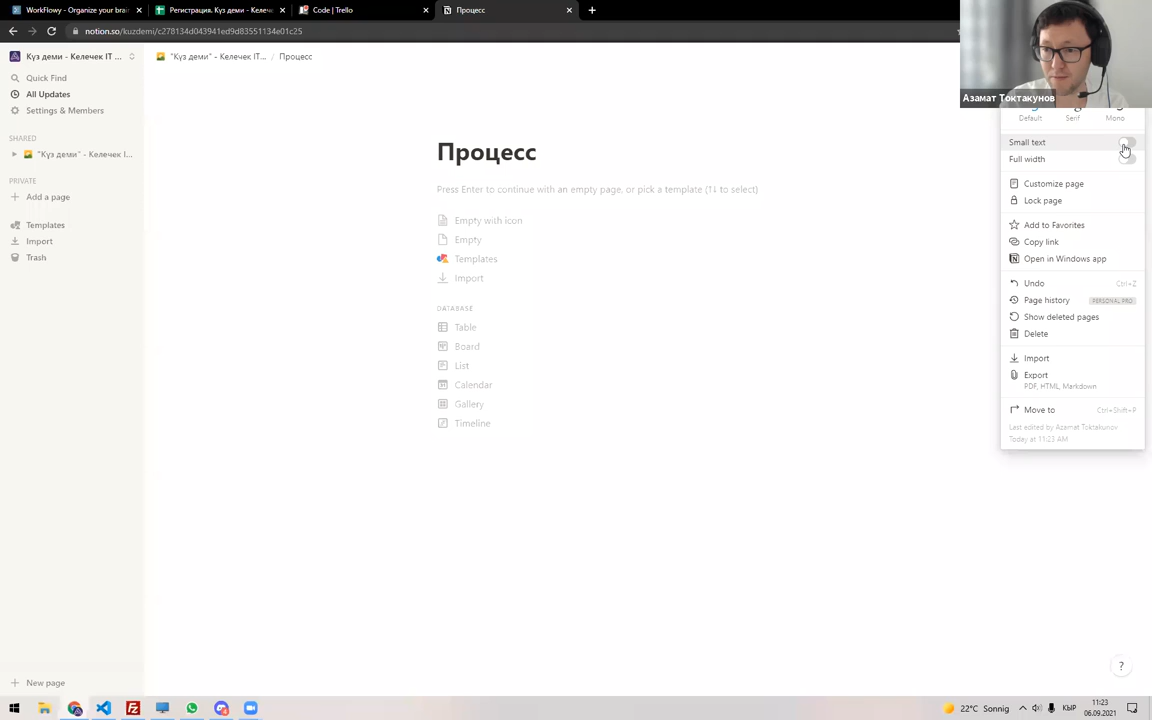 WorkFlowy - Organize your brai
Регистрация. Күз деми - Келече
Code | Trello
Процесс
notion.so/kuzdemi/c278134d043941ed9d83551134e01c25
Күз деми - Келечек IT ...
"Күз деми" - Келечек IT...
/
Процесс
Quick Find
All Updates
Settings & Members
SHARED
"Күз деми" - Келечек I...
PRIVATE
Add a page
Templates
Import
Trash
New page
Процесс
Press Enter to continue with an empty page, or pick a template (↑↓ to select)
Empty with icon
Empty
Templates
Import
DATABASE
Table
Board
List
Calendar
Gallery
Timeline
Азамат Токтакунов
Default
Serif
Mono
Small text
Full width
Customize page
Lock page
Add to Favorites
Copy link
Open in Windows app
Undo
Ctrl+Z
Page history
PERSONAL PRO
Show deleted pages
Delete
Import
Export
PDF, HTML, Markdown
Move to
Ctrl+Shift+P
Last edited by Azamat Toktakunov
Today at 11:23 AM
?
22°C Sonnig
КЫР
11:23
06.09.2021